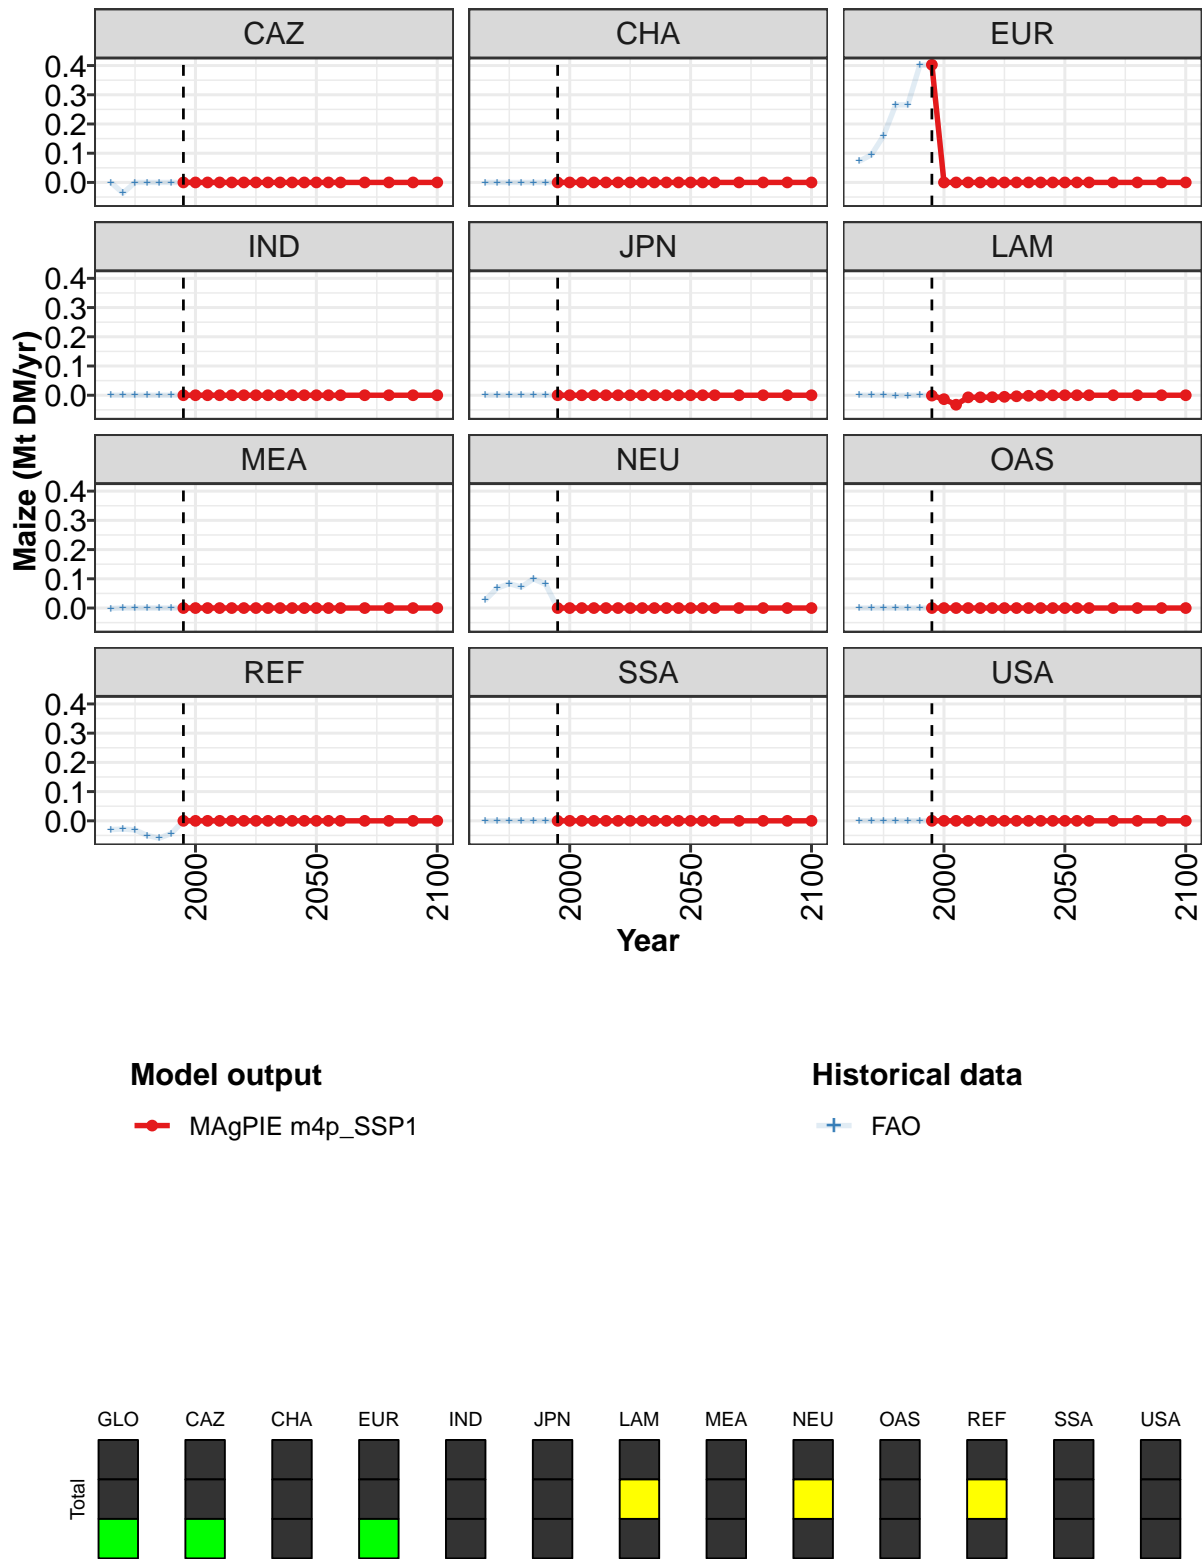 CAZ CHA EUR
0.4
0.3
0.2
0.1
0.0
IND JPN LAM
0.4
0.3
0.2
0.1
0.0
Maize (Mt DM/yr)
MEA NEU OAS
0.4
0.3
0.2
0.1
0.0
REF SSA USA
0.4
0.3
0.2
0.1
0.0
2000 2050 2100 2000 2050 2100 2000 2050 2100
Year
Model output Historical data
MAgPIE m4p_SSP1 FAO
GLO CAZ CHA EUR IND JPN LAM MEA NEU OAS REF SSA USA
Total